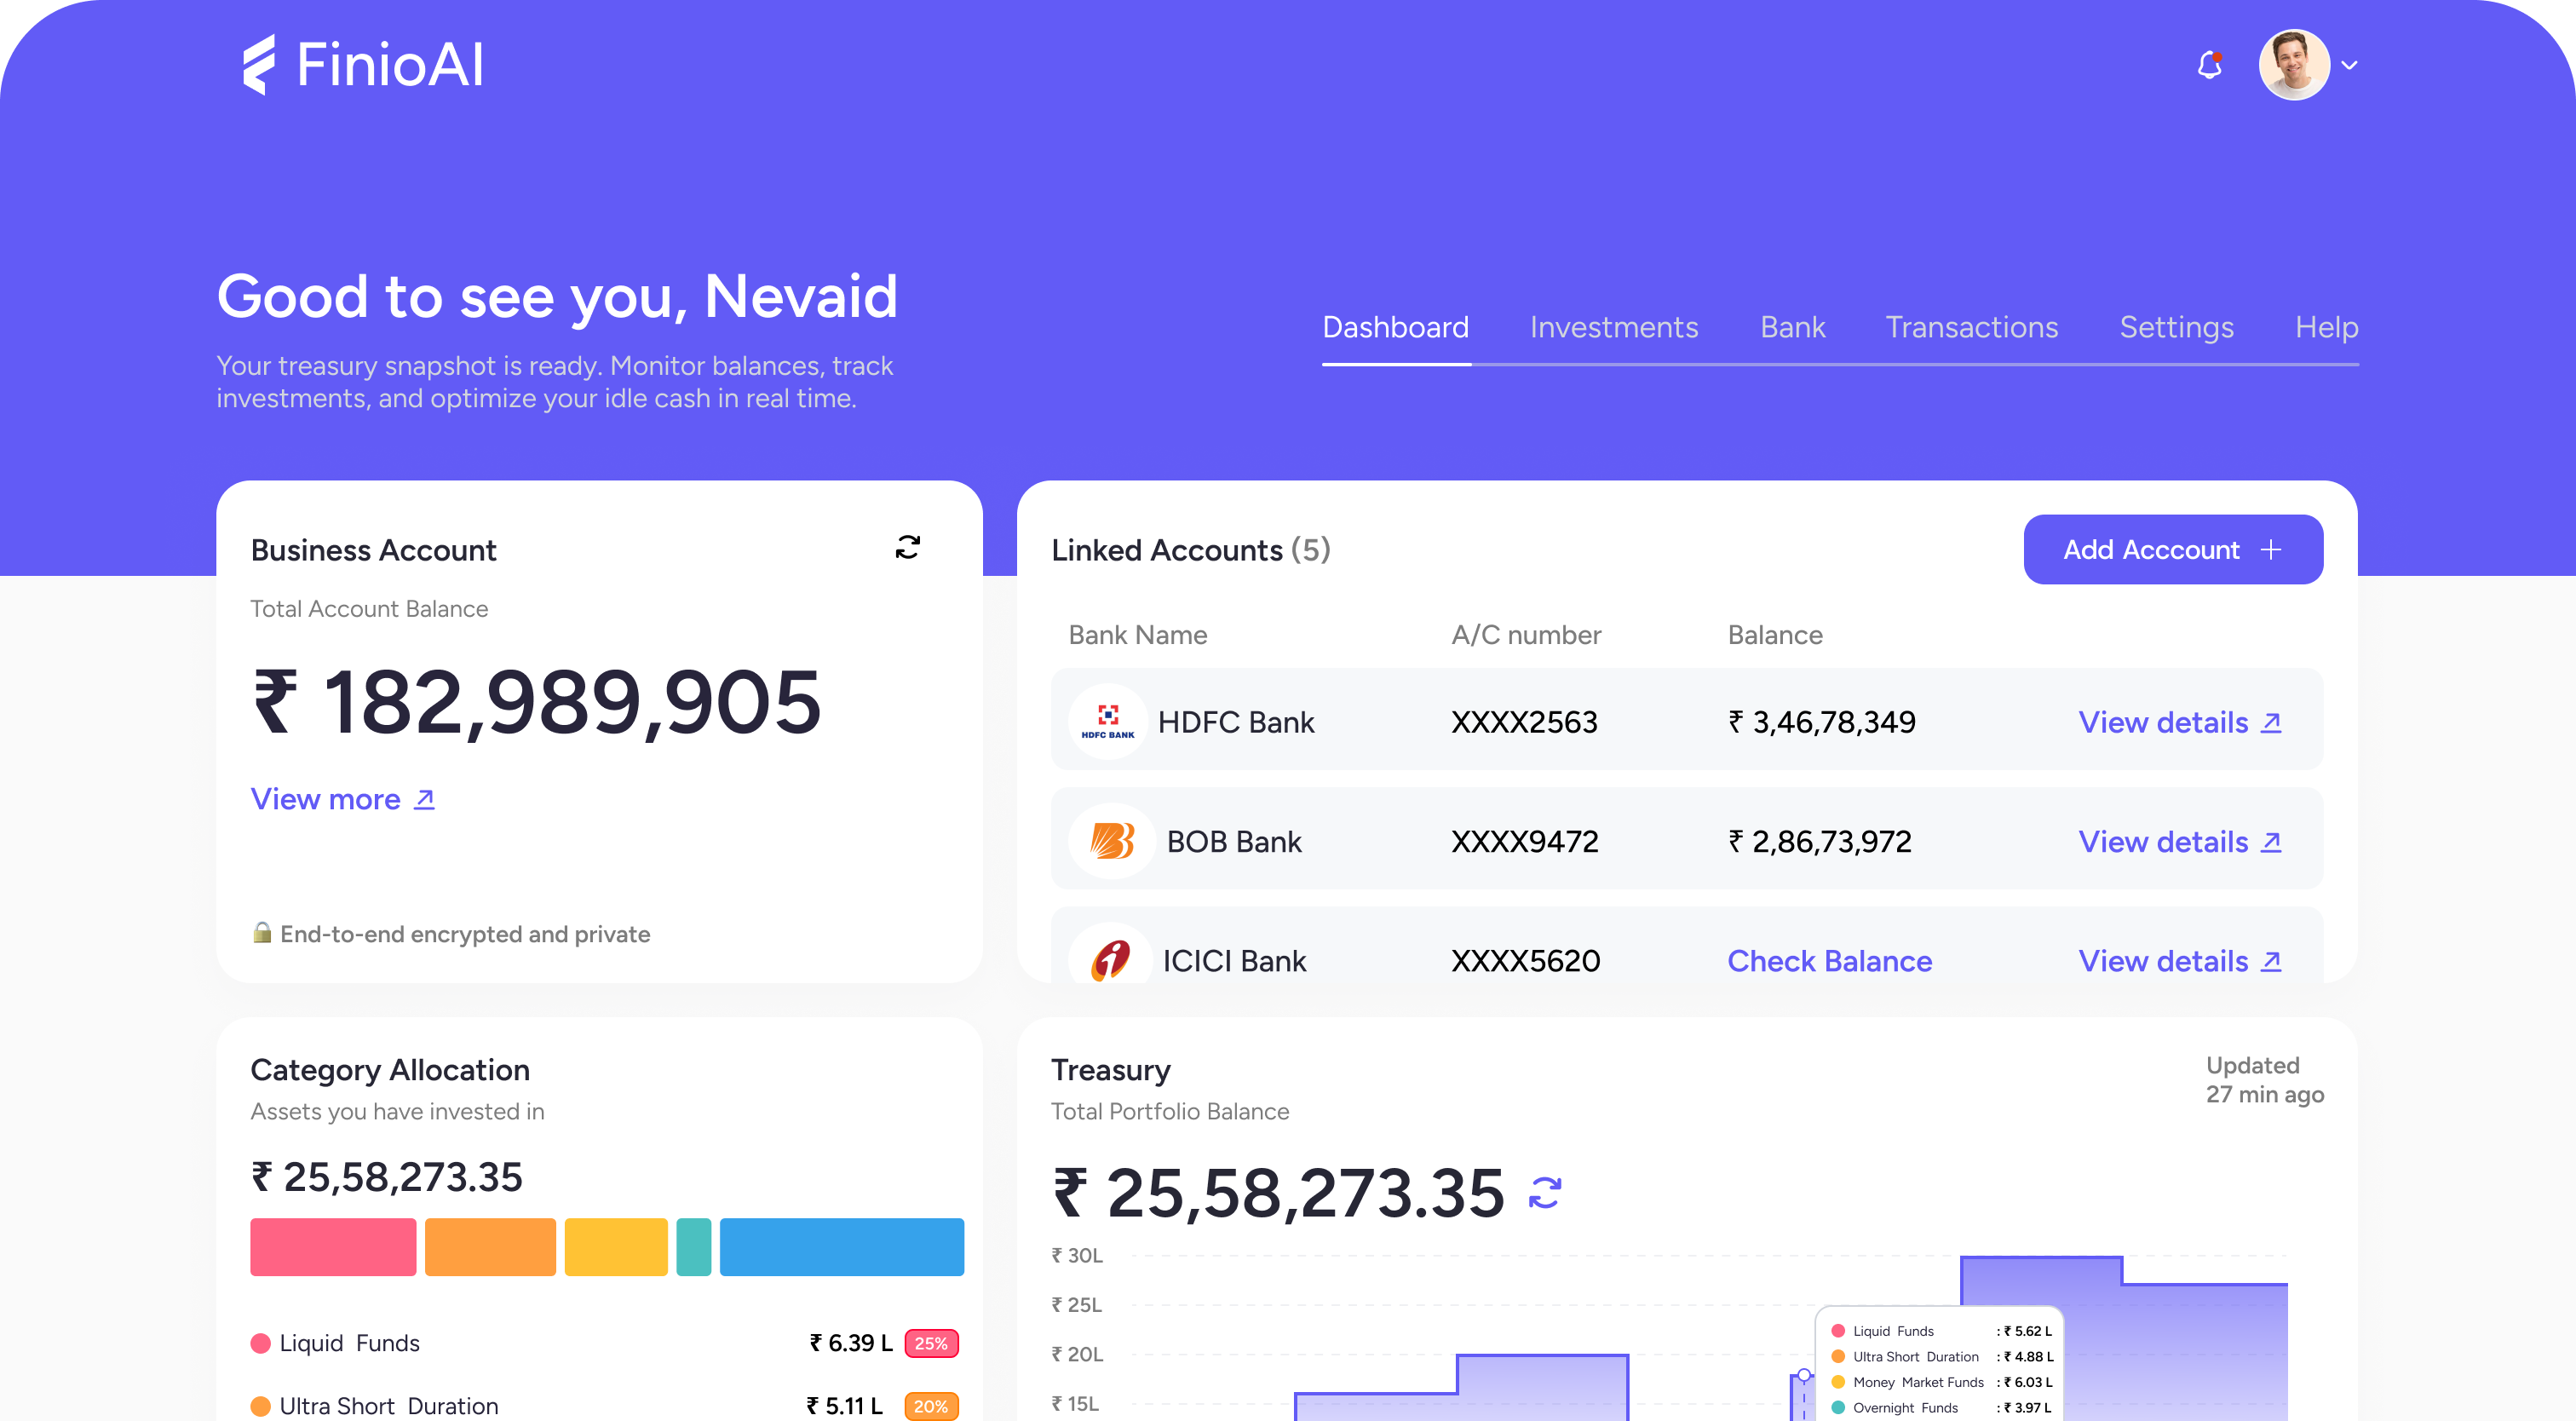 FinioAI
Good to see you, Nevaid
Your treasury snapshot is ready. Monitor balances, track
investments, and optimize your idle cash in real time.
Dashboard
Investments
Bank
Transactions
Settings
Help
Business Account
Total Account Balance
₹ 182,989,905
View more
End-to-end encrypted and private
Linked Accounts (5)
Add Acccount
Bank Name A/C number Balance
HDFC BANK
HDFC Bank XXXX2563 ₹ 3,46,78,349 View details
BOB Bank XXXX9472 ₹ 2,86,73,972 View details
ICICI Bank XXXX5620 Check Balance View details
Category Allocation
Assets you have invested in
₹ 25,58,273.35
Liquid Funds ₹ 6.39 L 25%
Ultra Short Duration ₹ 5.11 L 20%
Treasury
Total Portfolio Balance
Updated
27 min ago
₹ 25,58,273.35
₹ 30L
₹ 25L
₹ 20L
₹ 15L
Liquid Funds : ₹ 5.62 L
Ultra Short Duration : ₹ 4.88 L
Money Market Funds : ₹ 6.03 L
Overnight Funds : ₹ 3.97 L